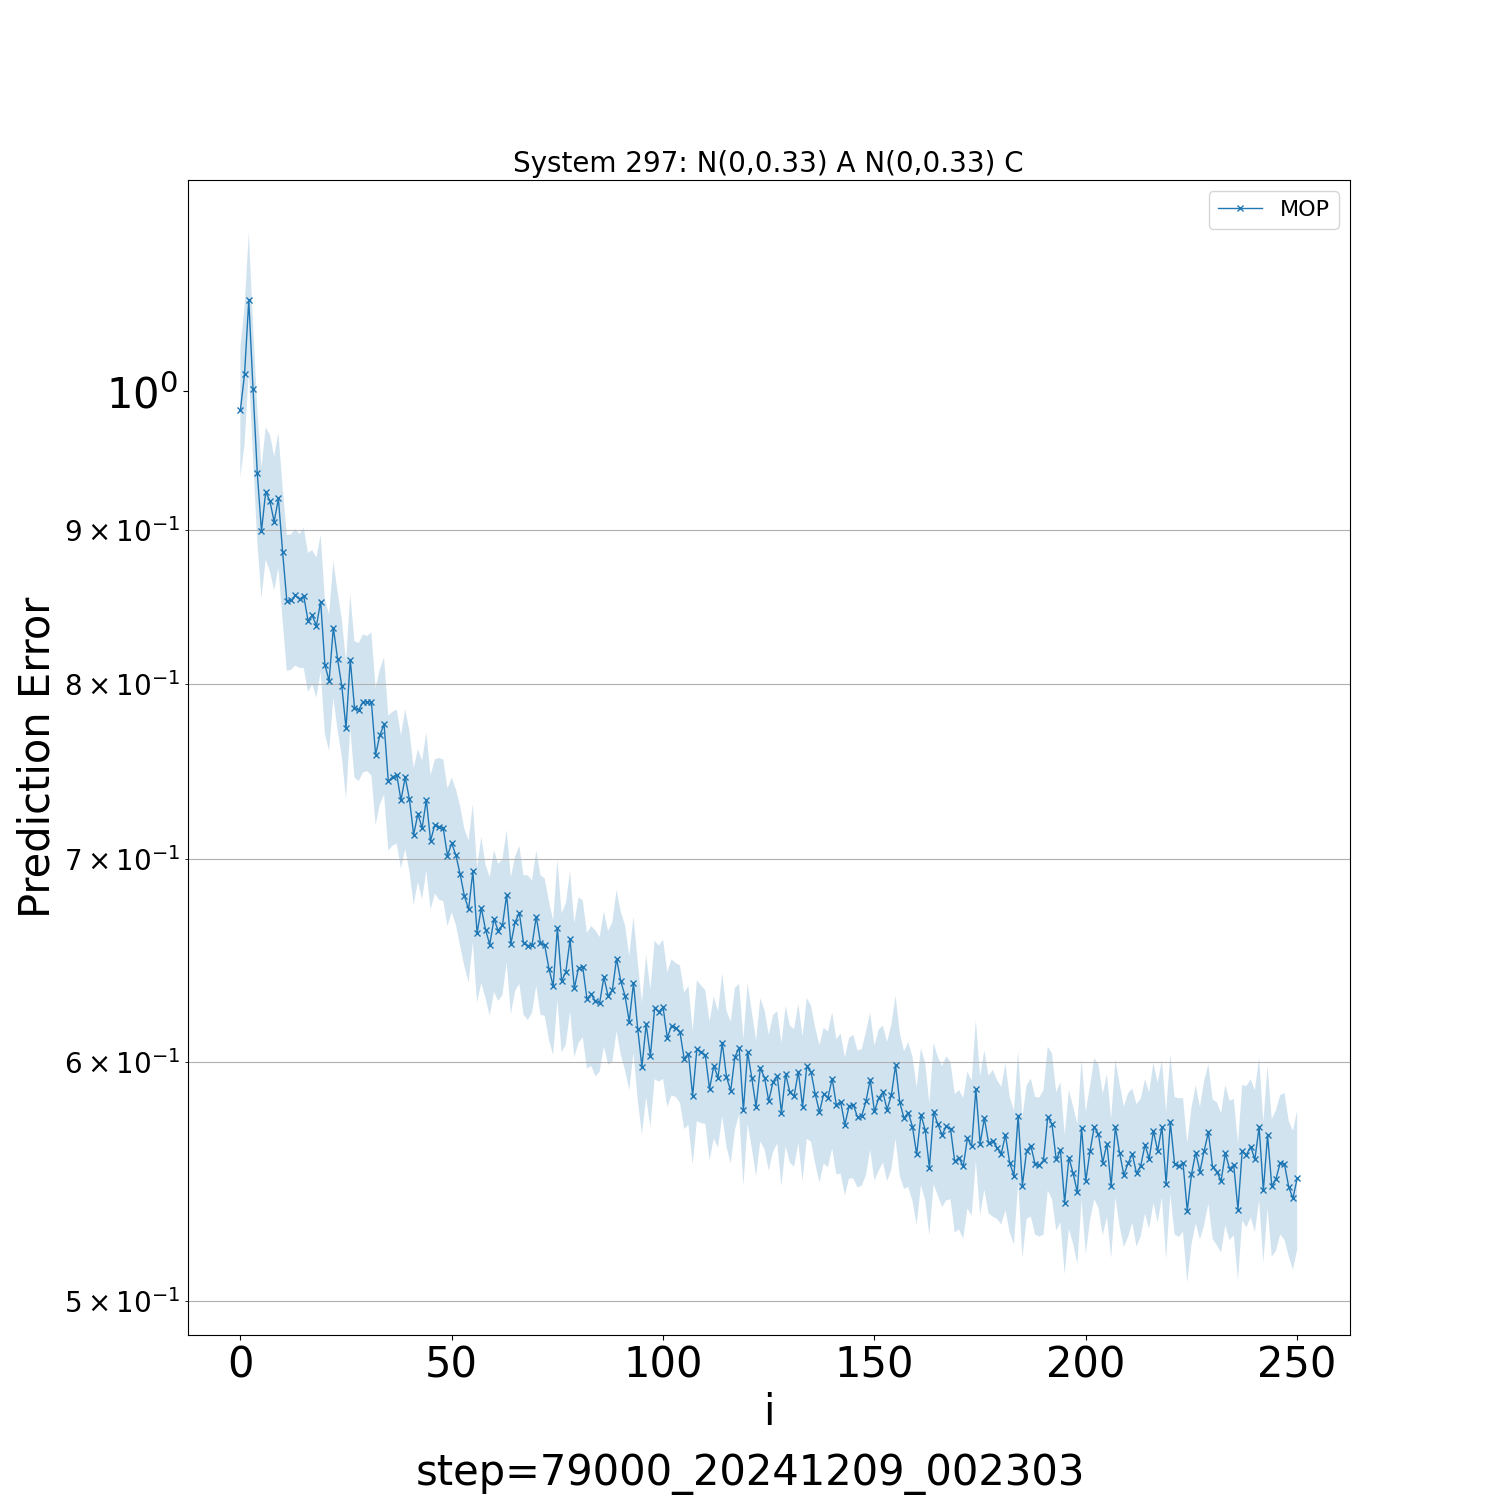 System 297: N(0,0.33) A N(0,0.33) C
MOP
10⁰
9 × 10⁻¹
8 × 10⁻¹
7 × 10⁻¹
6 × 10⁻¹
5 × 10⁻¹
Prediction Error
0 50 100 150 200 250
i
step=79000_20241209_002303